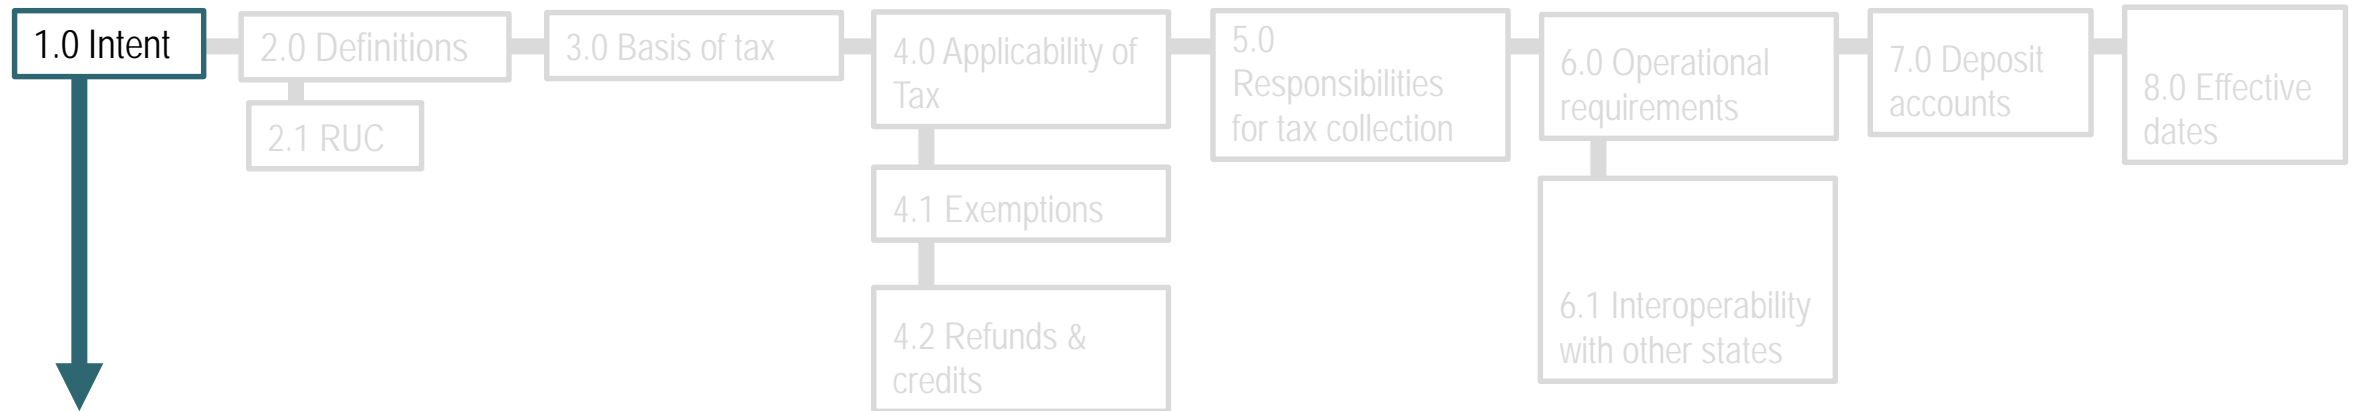 1.0 Intent
2.0 Definitions
2.1 RUC
3.0 Basis of tax
4.0 Applicability of
Tax
4.1 Exemptions
4.2 Refunds &
credits
5.0
Responsibilities
for tax collection
6.0 Operational
requirements
6.1 Interoperability
with other states
7.0 Deposit
accounts
8.0 Effective
dates